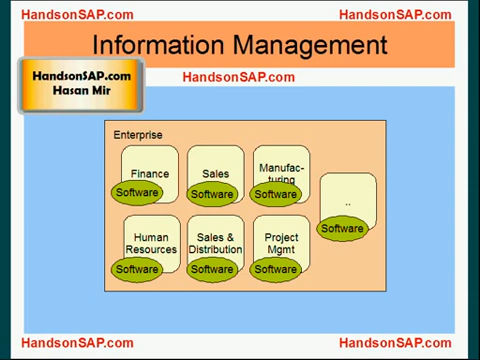 HandsonSAP.com
HandsonSAP.com
Information Management
HandsonSAP.com
Hasan Mir
HandsonSAP.com
Enterprise
Finance
Software
Sales
Software
Manufac-
turing
Software
..
Software
Human
Resources
Software
Sales &
Distribution
Software
Project
Mgmt
Software
HandsonSAP.com
HandsonSAP.com